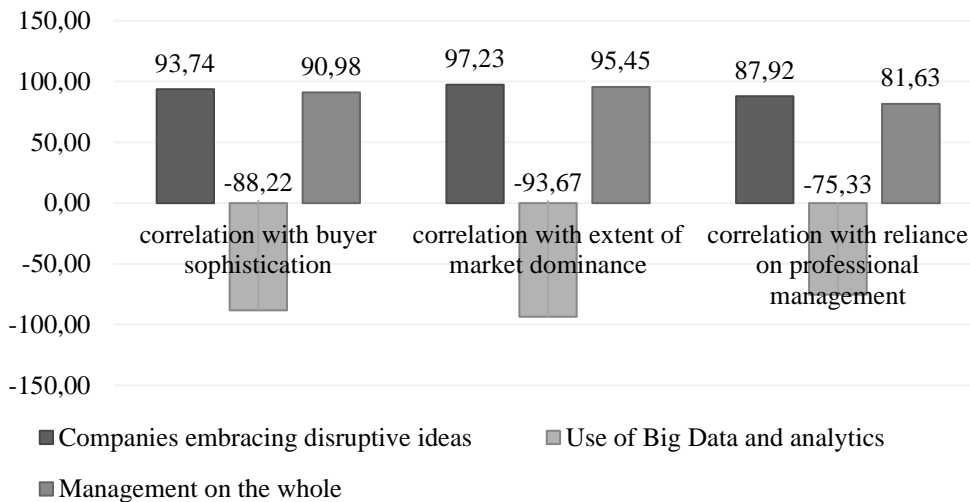 150,00
100,00
50,00
0,00
-50,00
-100,00
-150,00
93,74
90,98
97,23
95,45
87,92
81,63
-88,22
-93,67
-75,33
correlation with buyer
sophistication
correlation with extent of
market dominance
correlation with reliance
on professional
management
Companies embracing disruptive ideas
Use of Big Data and analytics
Management on the whole